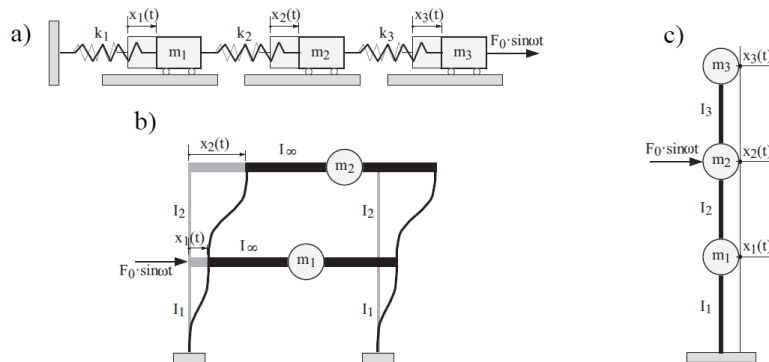 a)
k₁
x₁(t)
m₁
k₂
x₂(t)
m₂
k₃
x₃(t)
m₃
F₀·sinωt
b)
x₂(t)
I∞
m₂
I₂
I₂
x₁(t)
I∞
F₀·sinωt
m₁
I₁
I₁
c)
m₃
x₃(t)
I₃
F₀·sinωt
m₂
x₂(t)
I₂
m₁
x₁(t)
I₁